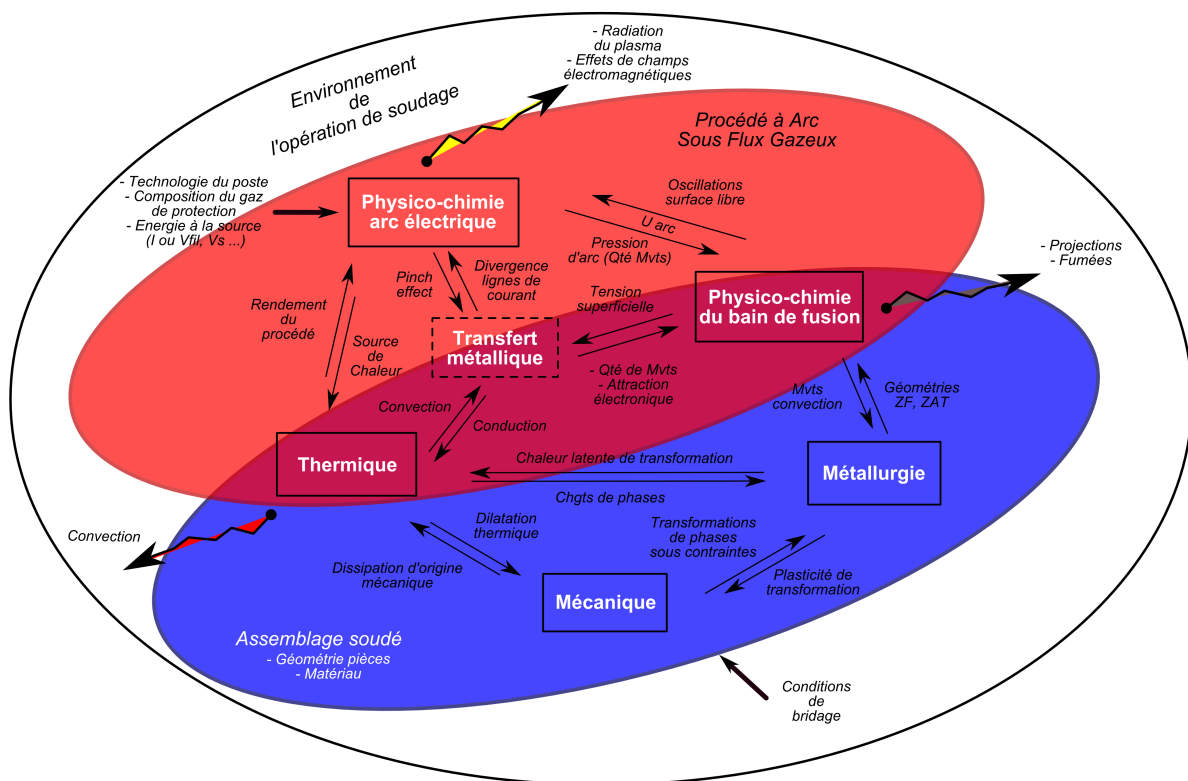 - Radiation
du plasma
- Effets de champs
électromagnétiques
Environnement
de
l'opération de soudage
Procédé à Arc
Sous Flux Gazeux
- Technologie du poste
- Composition du gaz
de protection
- Energie à la source
(I ou Vfil, Vs ...)
Physico-chimie
arc électrique
Oscillations
surface libre
U arc
Pression
d'arc (Qté Mvts)
- Projections
- Fumées
Pinch
effect
Divergence
lignes de
courant
Tension
superficielle
Physico-chimie
du bain de fusion
Rendement
du
procédé
Source
de
Chaleur
Transfert
métallique
- Qté de Mvts
- Attraction
électronique
Mvts
convection
Géométries
ZF, ZAT
Convection
Conduction
Thermique
Chaleur latente de transformation
Chgts de phases
Métallurgie
Convection
Dilatation
thermique
Dissipation d'origine
mécanique
Transformations
de phases
sous contraintes
Plasticité de
transformation
Mécanique
Assemblage soudé
- Géométrie pièces
- Matériau
Conditions
de
bridage